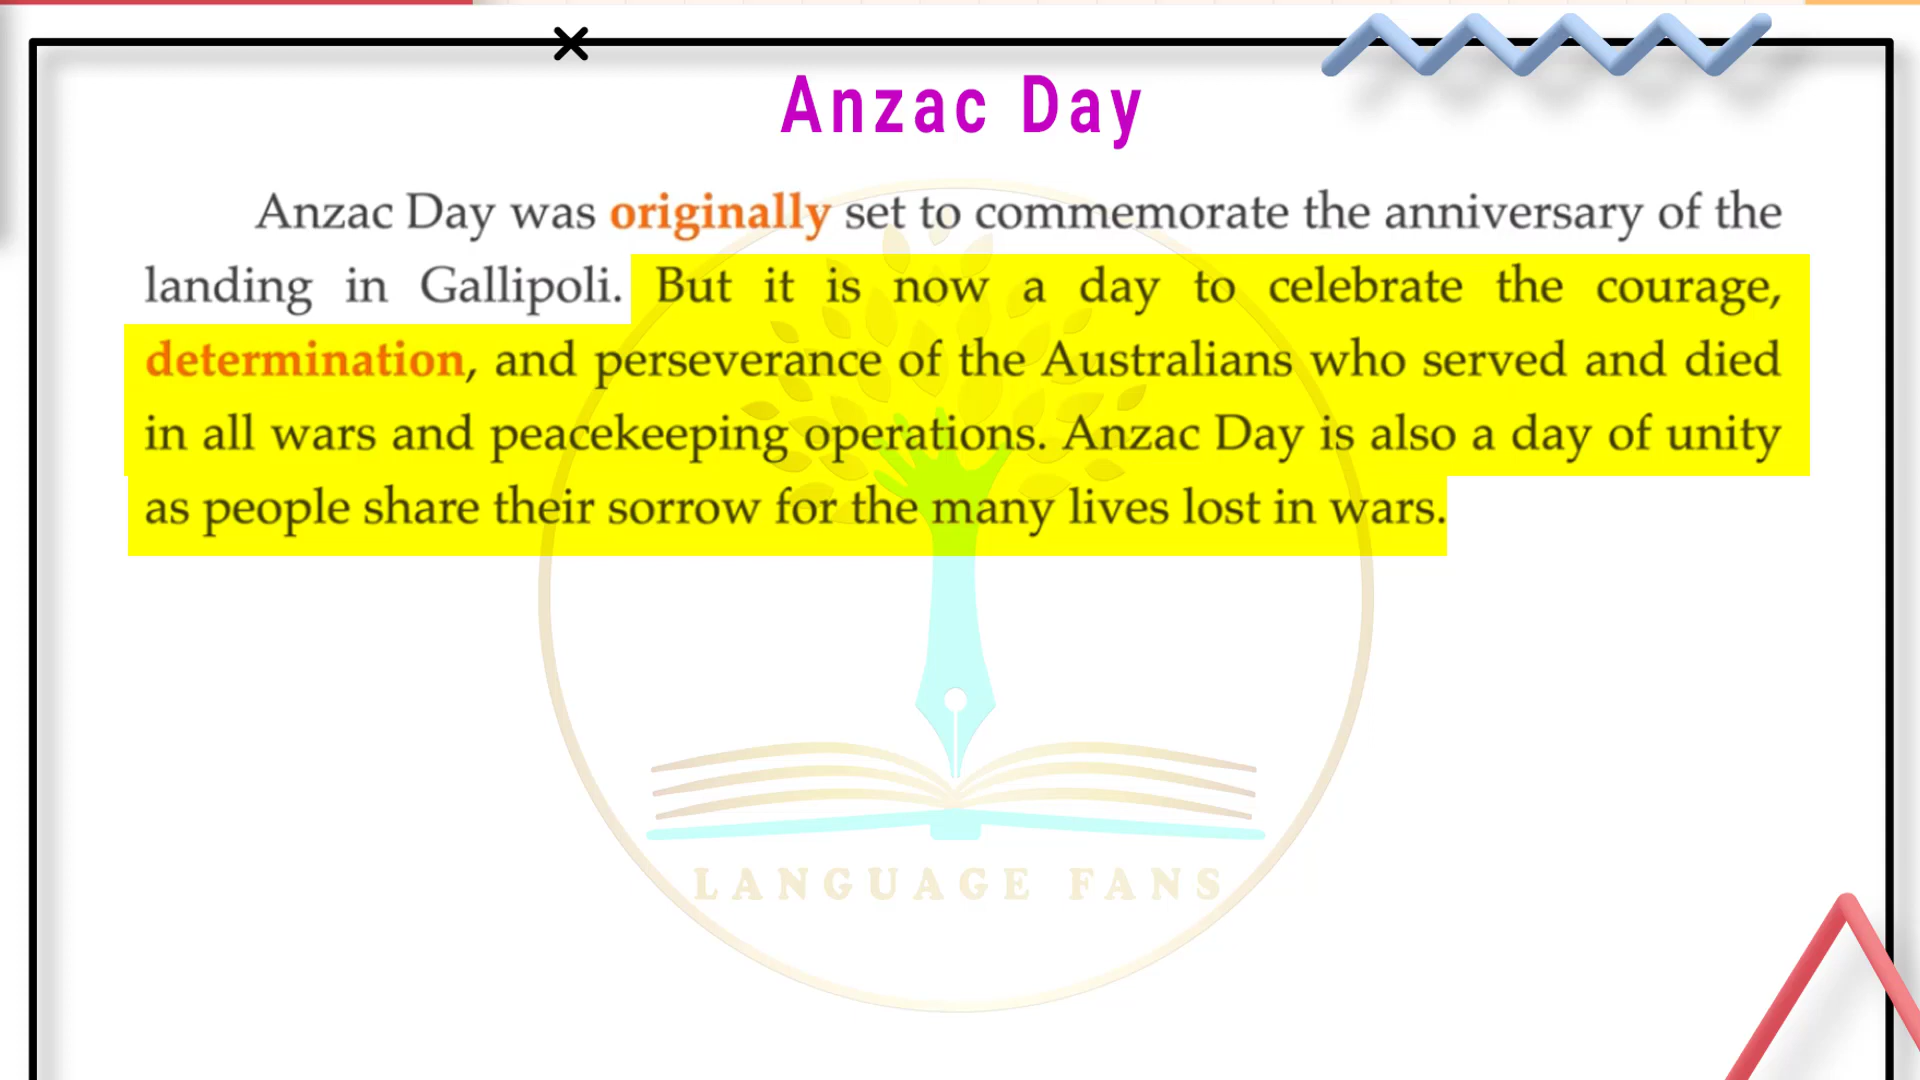 Anzac Day
Anzac Day was originally set to commemorate the anniversary of the
landing in Gallipoli. But it is now a day to celebrate the courage,
determination, and perseverance of the Australians who served and died
in all wars and peacekeeping operations. Anzac Day is also a day of unity
as people share their sorrow for the many lives lost in wars.
LANGUAGE FANS